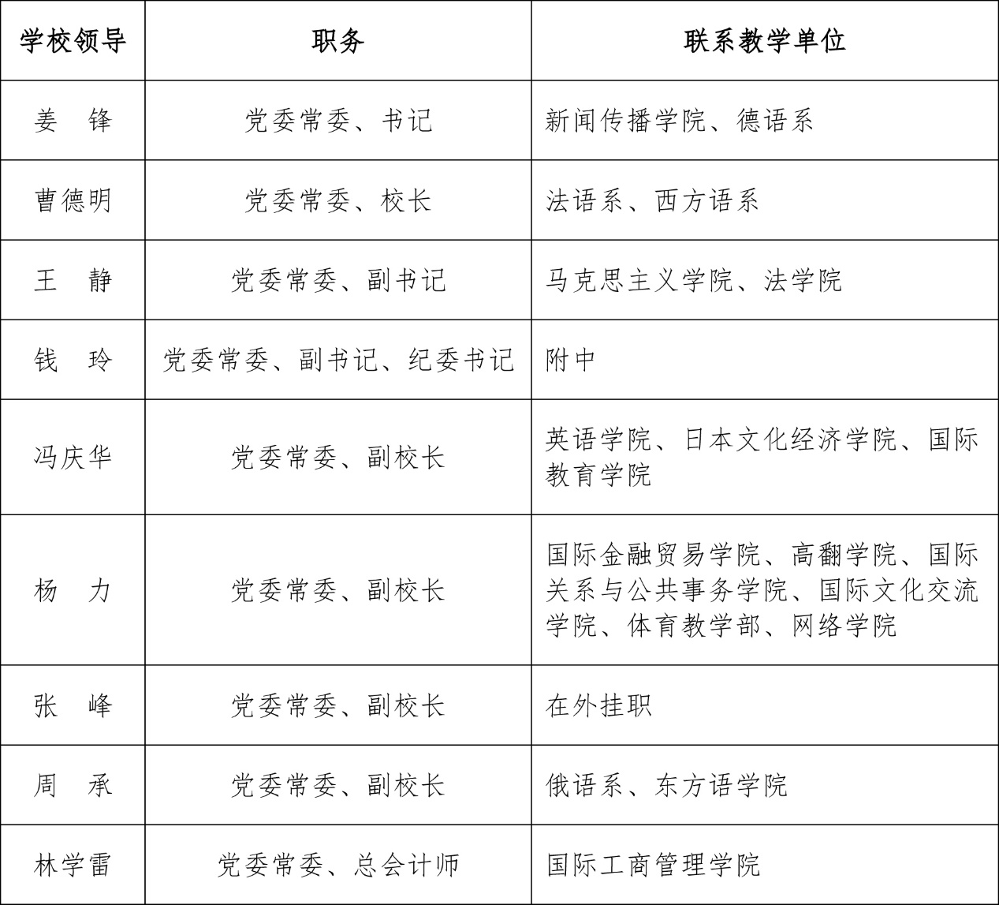 学校领导 职务 联系教学单位
姜 锋 党委常委、书记 新闻传播学院、德语系
曹德明 党委常委、校长 法语系、西方语系
王 静 党委常委、副书记 马克思主义学院、法学院
钱 玲 党委常委、副书记、纪委书记 附中
冯庆华 党委常委、副校长 英语学院、日本文化经济学院、国际
教育学院
杨 力 党委常委、副校长 国际金融贸易学院、高翻学院、国际
关系与公共事务学院、国际文化交流
学院、体育教学部、网络学院
张 峰 党委常委、副校长 在外挂职
周 承 党委常委、副校长 俄语系、东方语学院
林学雷 党委常委、总会计师 国际工商管理学院